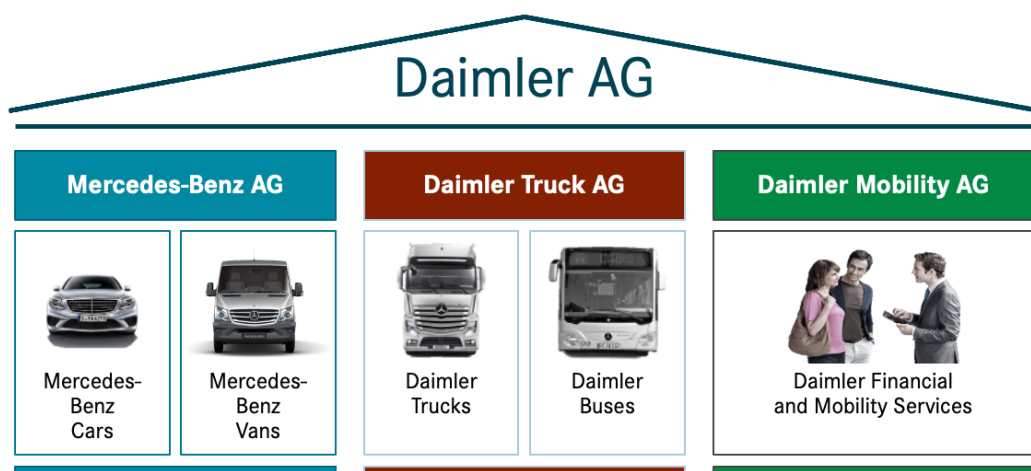 Daimler AG
Mercedes-Benz AG
Daimler Truck AG
Daimler Mobility AG
Mercedes-
Benz
Cars
Mercedes-
Benz
Vans
Daimler
Trucks
Daimler
Buses
Daimler Financial
and Mobility Services